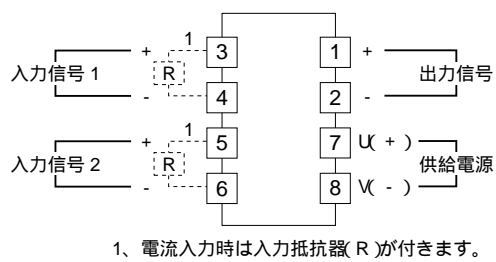 1
+ 3 1 +
入力信号 1 R 出力信号
- 4 2 -
1
+ 5 7 U( + )
入力信号 2 R 供給電源
- 6 8 V( - )
1、電流入力時は入力抵抗器( R )が付きます。